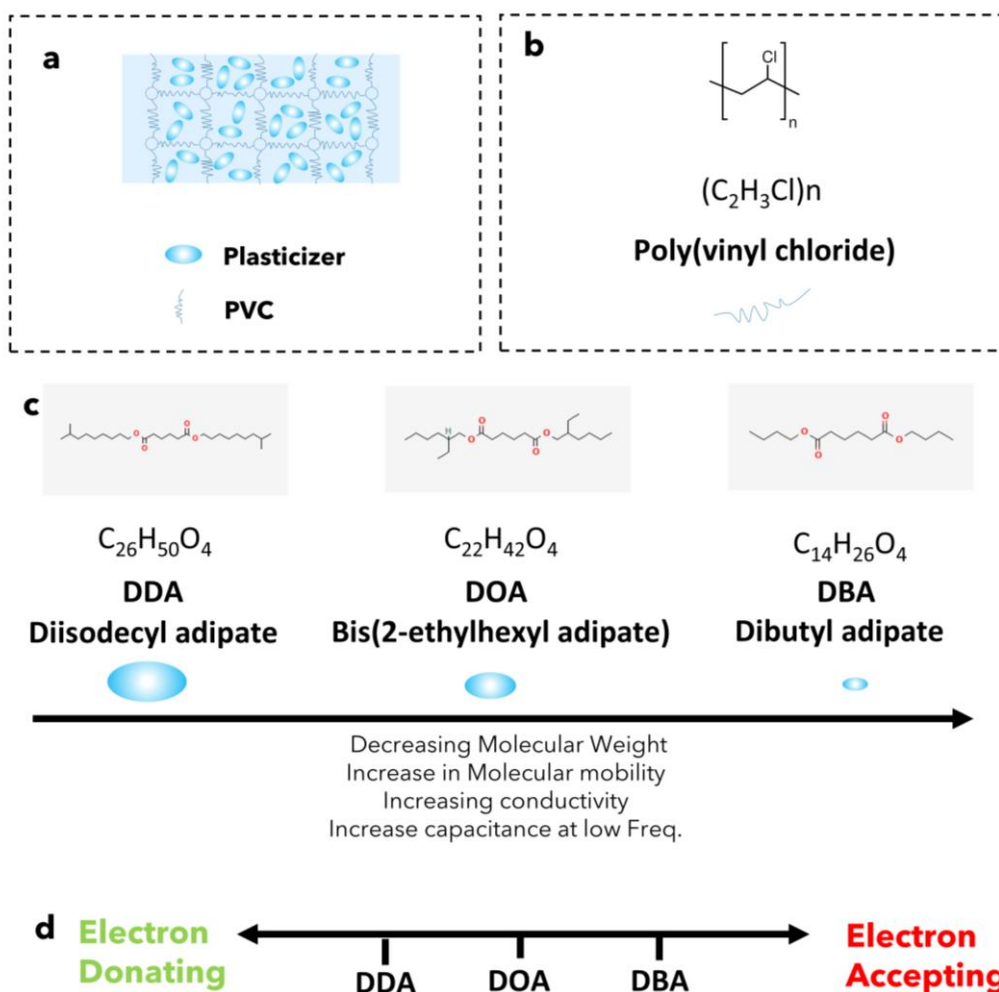 a
Plasticizer
PVC
b
Cl
n
(C₂H₃Cl)n
Poly(vinyl chloride)
c
O O O O
H O O O O
O O O O
C₂₆H₅₀O₄
DDA
Diisodecyl adipate
C₂₂H₄₂O₄
DOA
Bis(2-ethylhexyl adipate)
C₁₄H₂₆O₄
DBA
Dibutyl adipate
Decreasing Molecular Weight
Increase in Molecular mobility
Increasing conductivity
Increase capacitance at low Freq.
d
Electron
Donating
DDA DOA DBA
Electron
Accepting